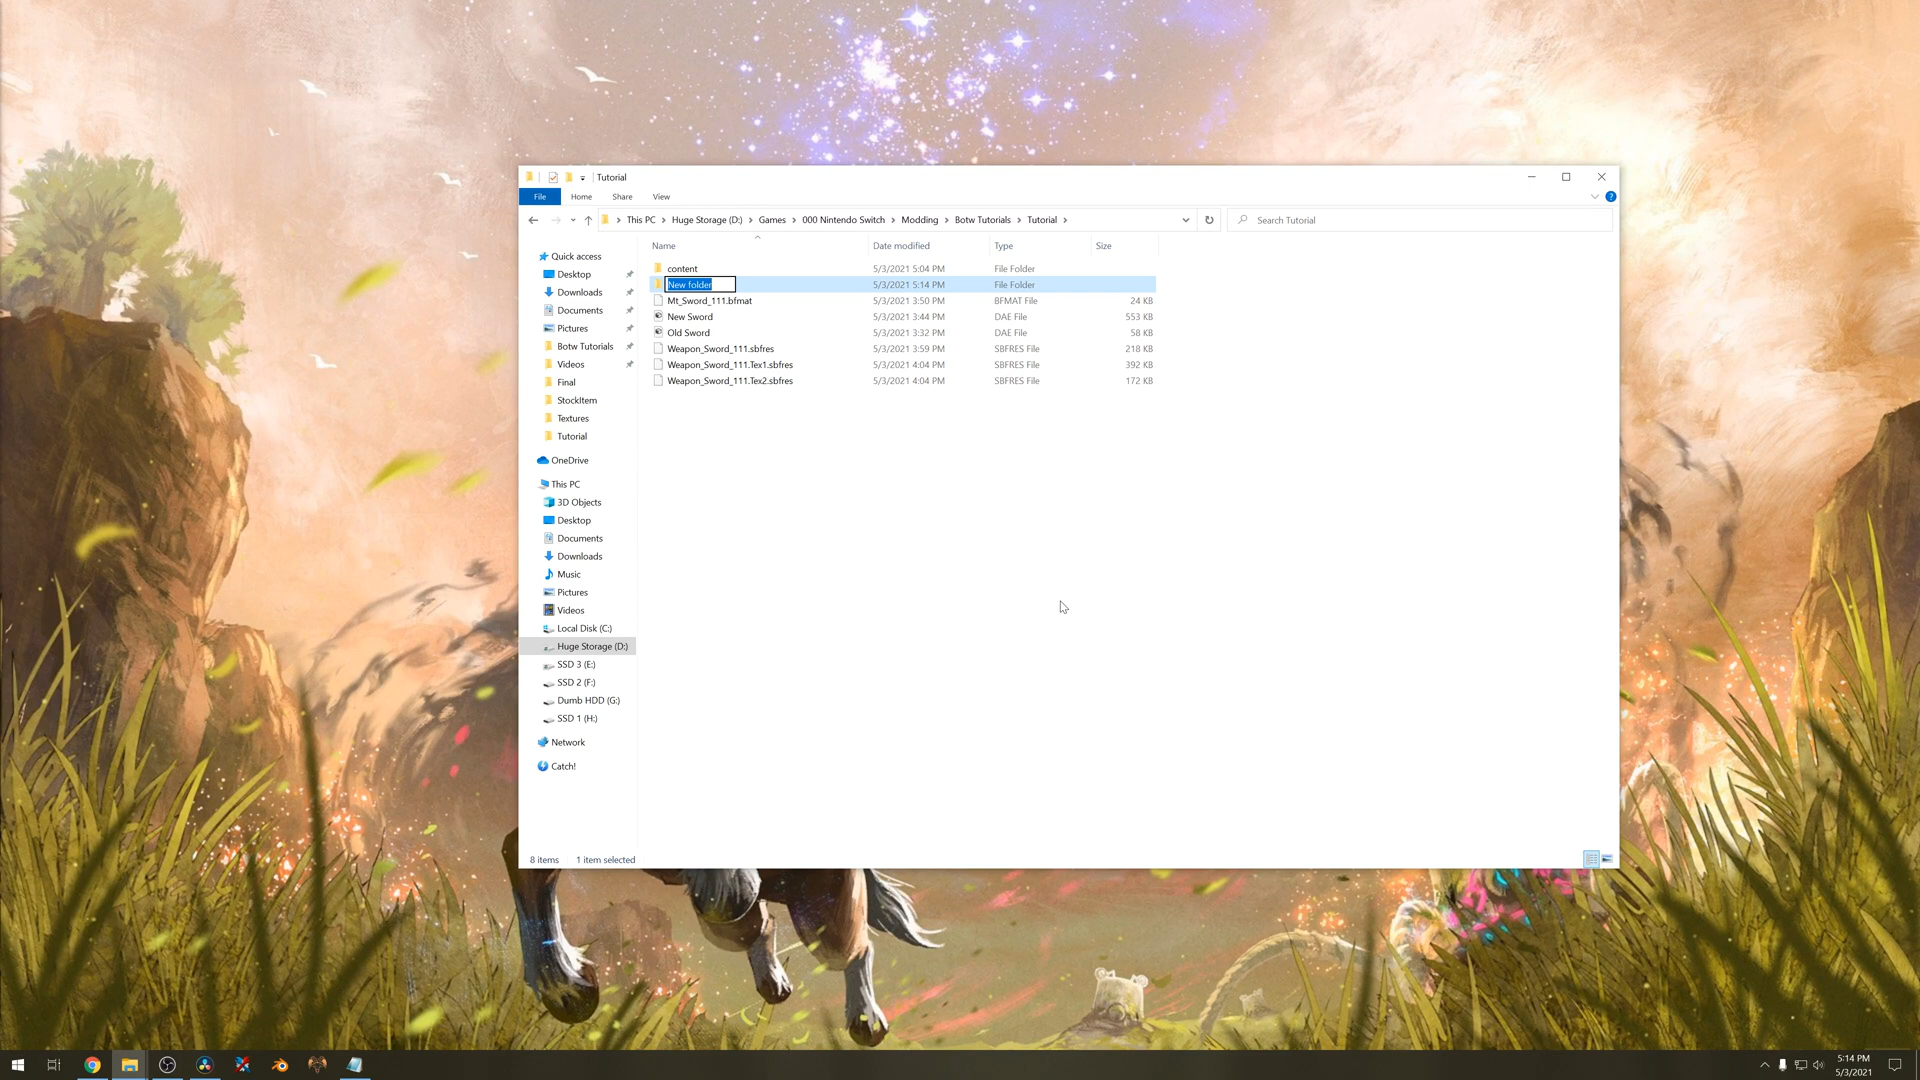 Tutorial
File Home Share View
This PC Huge Storage (D:) Games 000 Nintendo Switch Modding Botw Tutorials Tutorial Search Tutorial
Name Date modified Type Size
Quick access
Desktop
Downloads
Documents
Pictures
Botw Tutorials
Videos
Final
StockItem
Textures
Tutorial
OneDrive
This PC
3D Objects
Desktop
Documents
Downloads
Music
Pictures
Videos
Local Disk (C:)
Huge Storage (D:)
SSD 3 (E:)
SSD 2 (F:)
Dumb HDD (G:)
SSD 1 (H:)
Network
Catch!
content 5/3/2021 5:04 PM File Folder
New folder 5/3/2021 5:14 PM File Folder
Mt_Sword_111.bfmat 5/3/2021 3:50 PM BFMAT File 24 KB
New Sword 5/3/2021 3:44 PM DAE File 553 KB
Old Sword 5/3/2021 3:32 PM DAE File 58 KB
Weapon_Sword_111.sbfres 5/3/2021 3:59 PM SBFRES File 218 KB
Weapon_Sword_111.Tex1.sbfres 5/3/2021 4:04 PM SBFRES File 392 KB
Weapon_Sword_111.Tex2.sbfres 5/3/2021 4:04 PM SBFRES File 172 KB
8 items 1 item selected
5:14 PM
5/3/2021